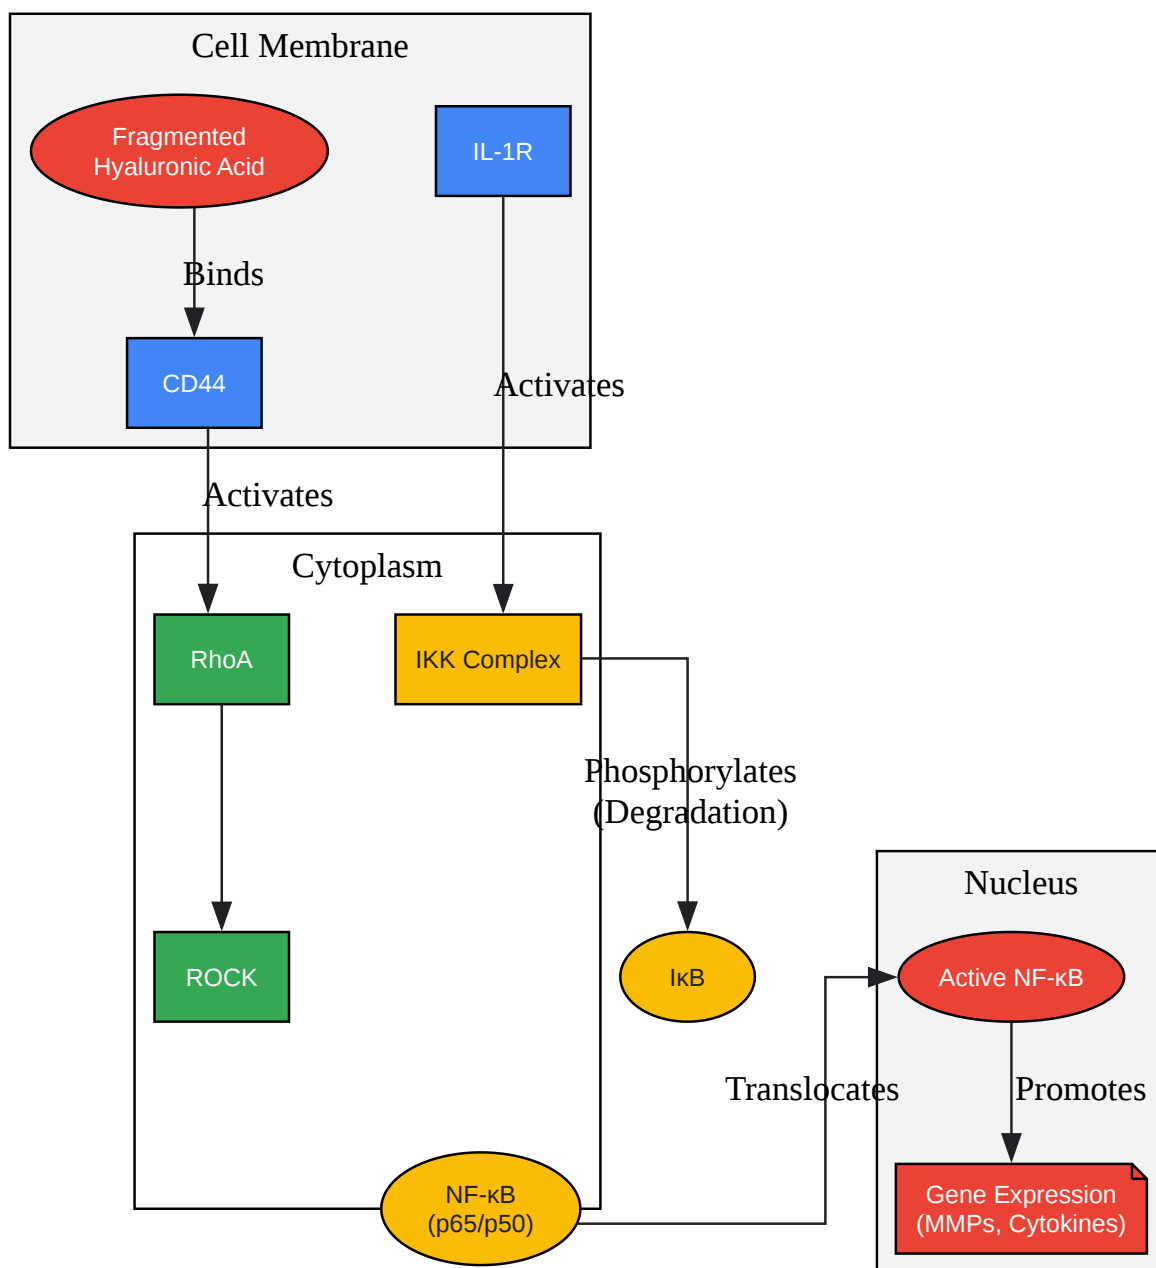 Cell Membrane
Fragmented
Hyaluronic Acid
IL-1R
Binds
CD44
Activates
Activates
Cytoplasm
RhoA
IKK Complex
Phosphorylates
(Degradation)
Nucleus
ROCK
IκB
Active NF-κB
Translocates
Promotes
NF-κB
(p65/p50)
Gene Expression
(MMPs, Cytokines)